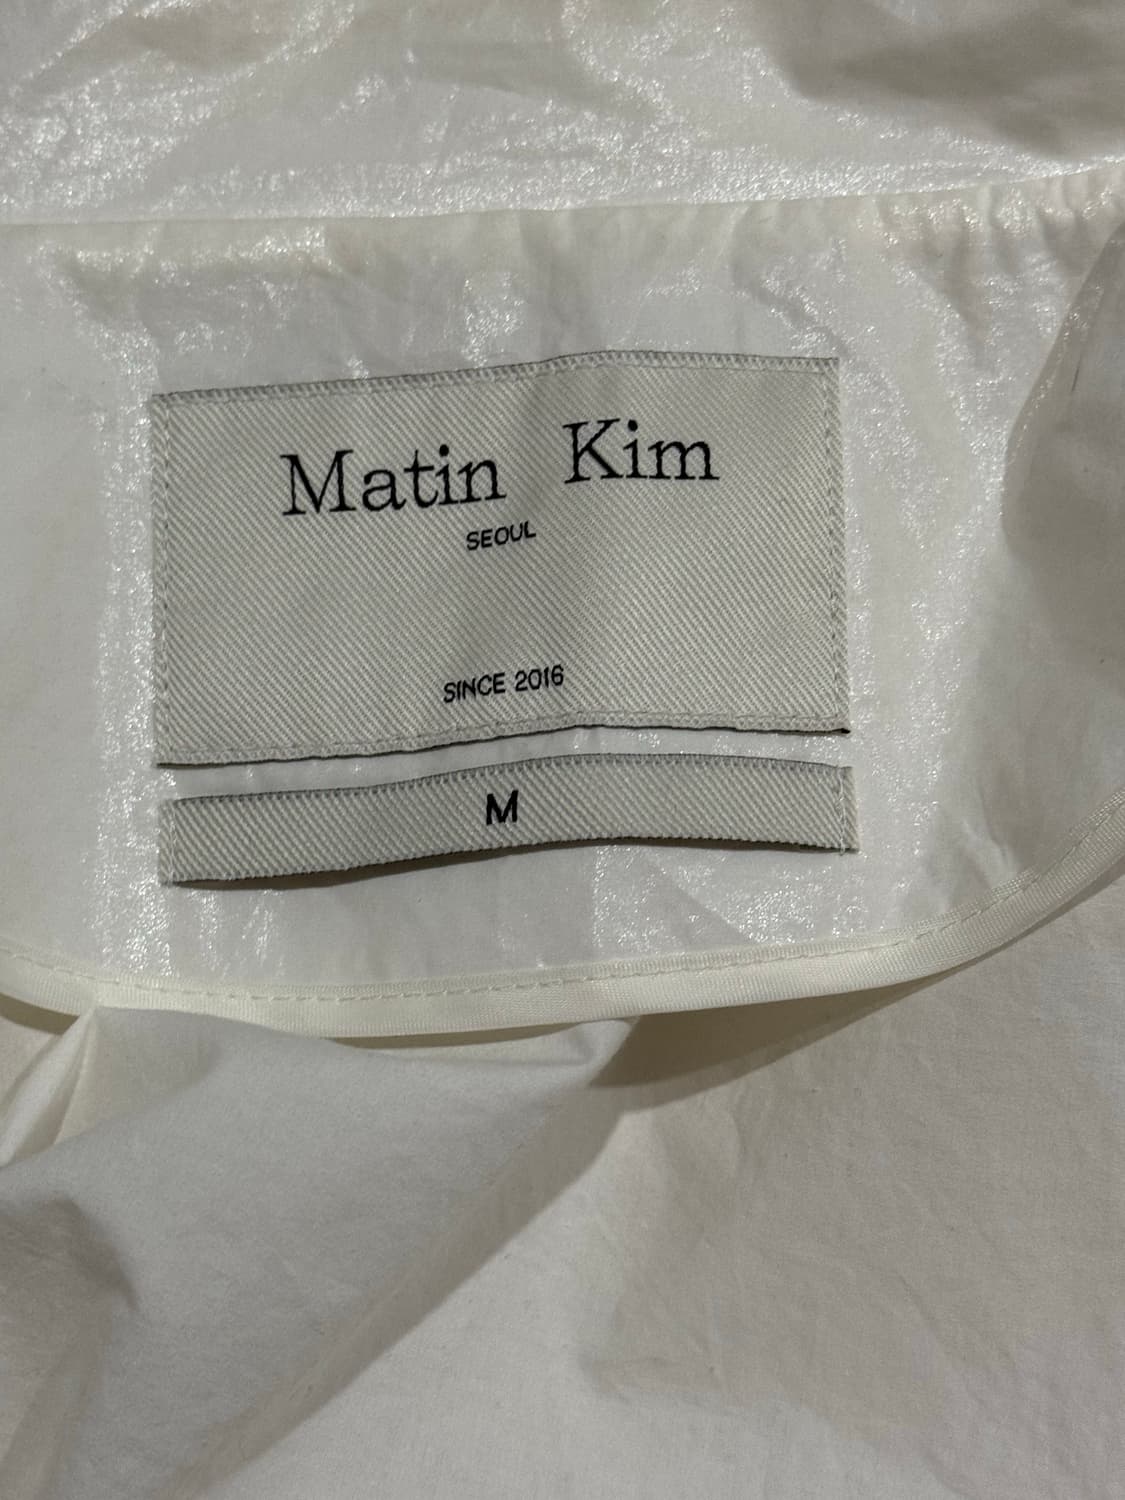 Matin Kim
SEOUL
SINCE 2016
M